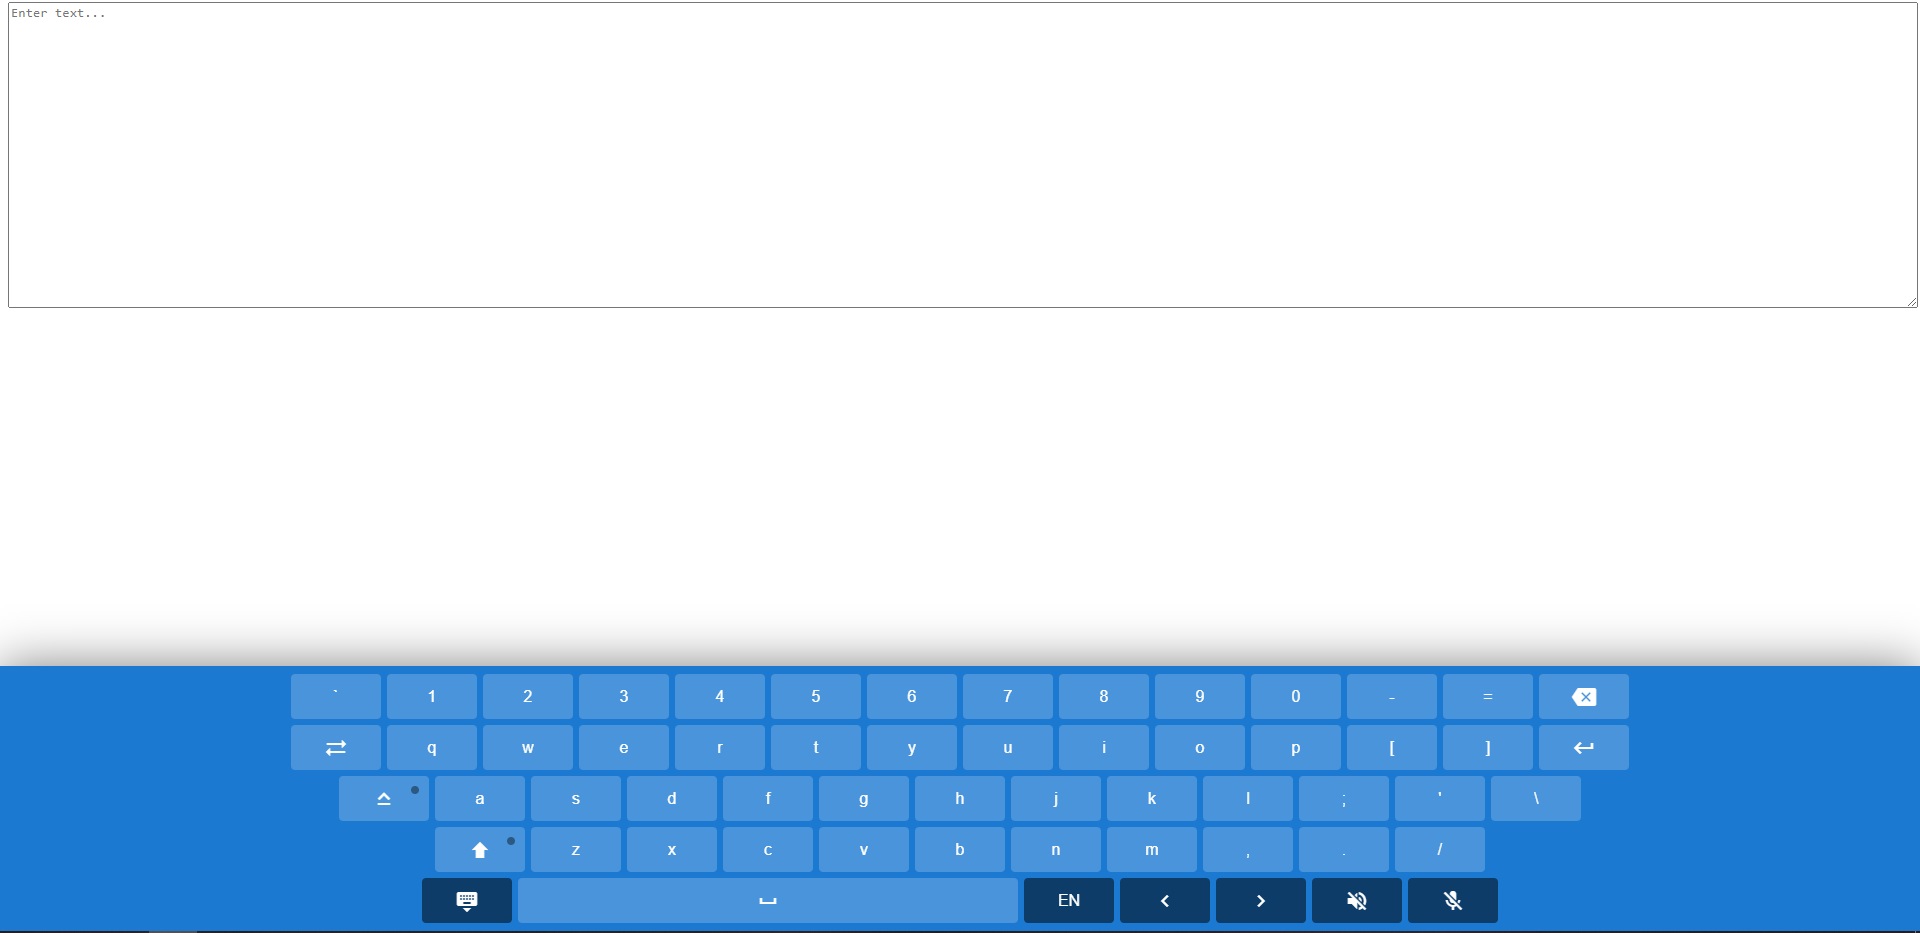 Enter text...
` 1 2 3 4 5 6 7 8 9 0 - =
q w e r t y u i o p [ ]
a s d f g h j k l ; ' \
z x c v b n m , . /
EN